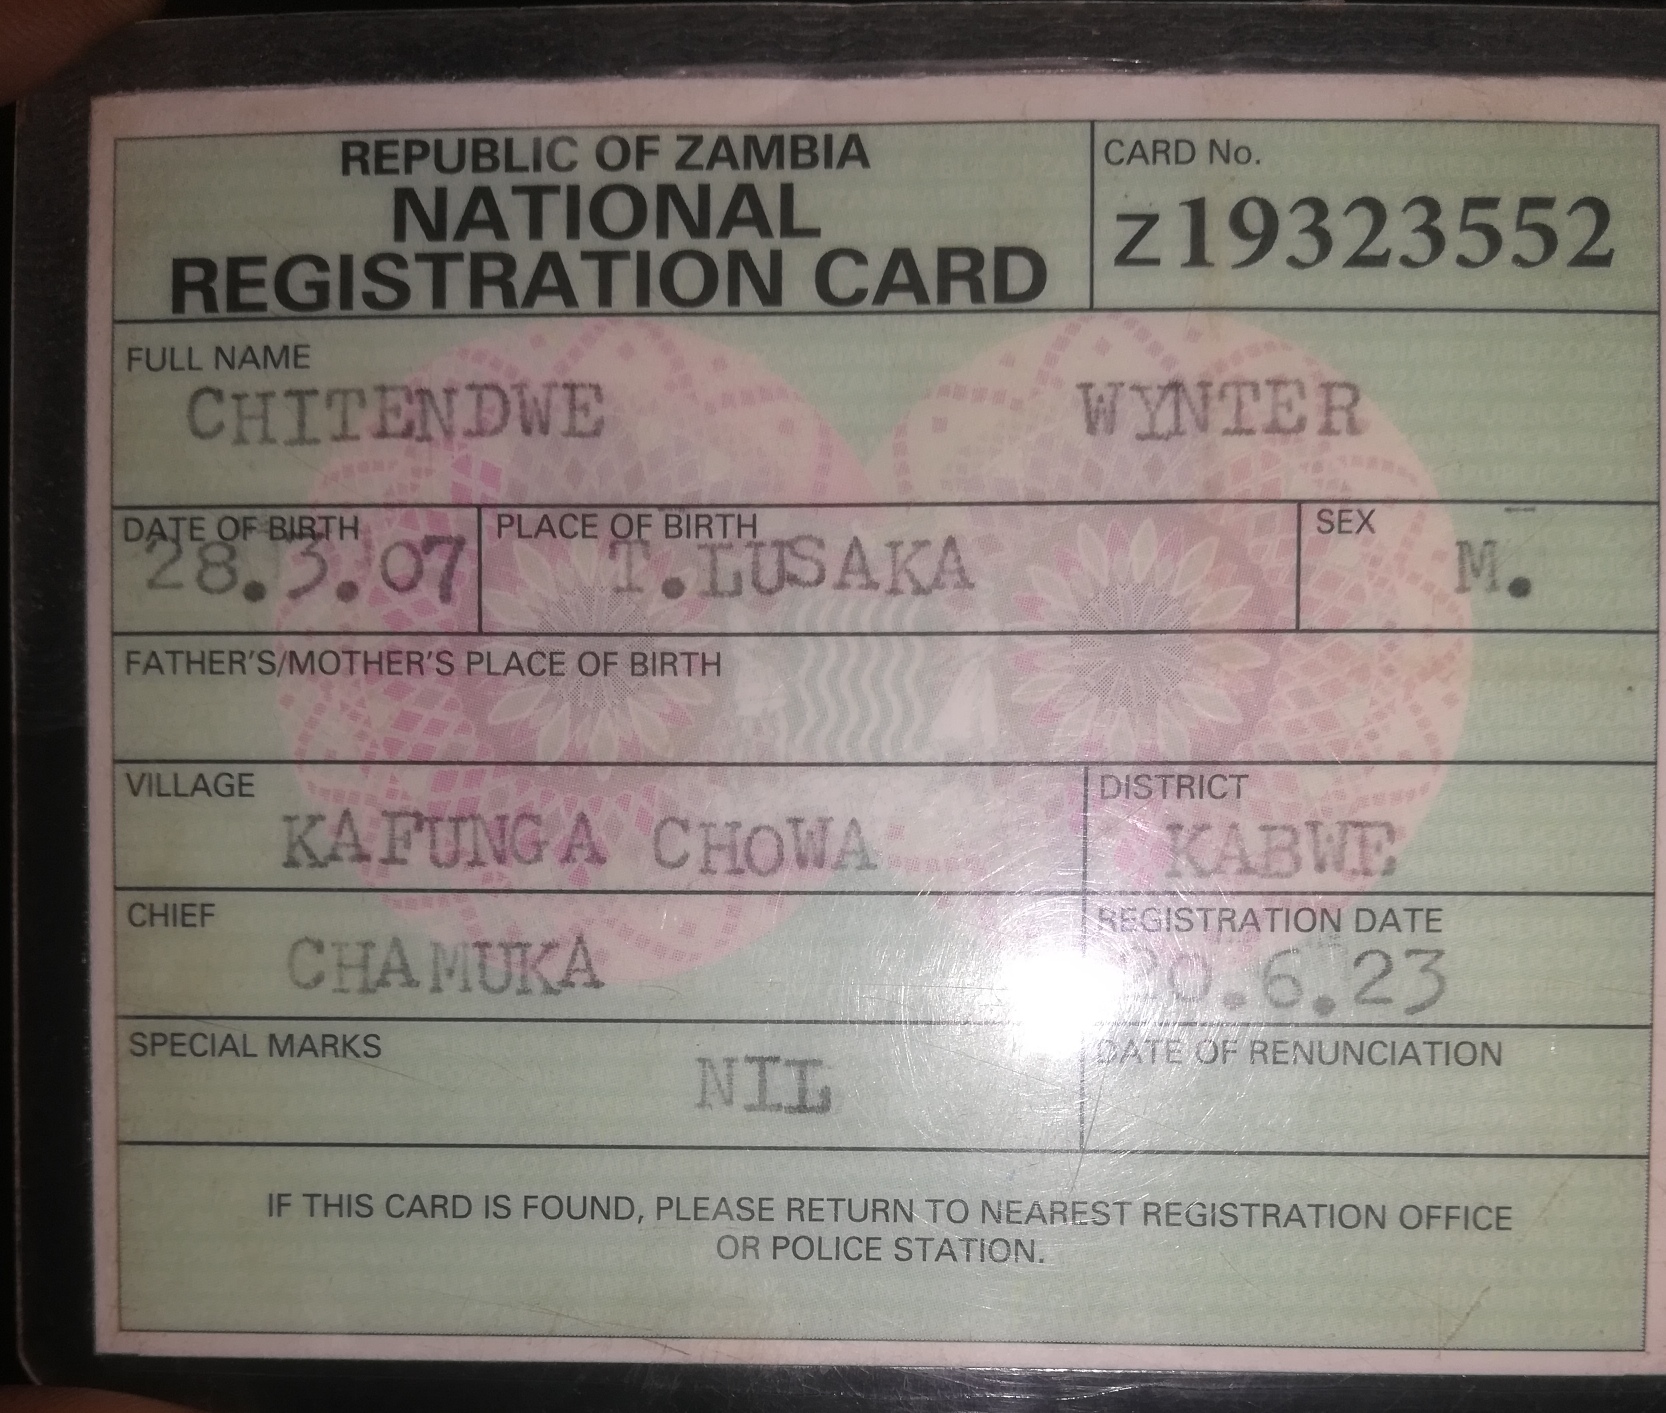 REPUBLIC OF ZAMBIA
NATIONAL
REGISTRATION CARD
CARD No.
Z19323552
FULL NAME
CHITENDWE WYNTER
DATE OF BIRTH
28.3.07
PLACE OF BIRTH
T.LUSAKA
SEX
M.
FATHER'S/MOTHER'S PLACE OF BIRTH
VILLAGE
KAFUNGA CHOWA
DISTRICT
KABWE
CHIEF
CHAMUKA
REGISTRATION DATE
20.6.23
SPECIAL MARKS
NIL
DATE OF RENUNCIATION
IF THIS CARD IS FOUND, PLEASE RETURN TO NEAREST REGISTRATION OFFICE
OR POLICE STATION.